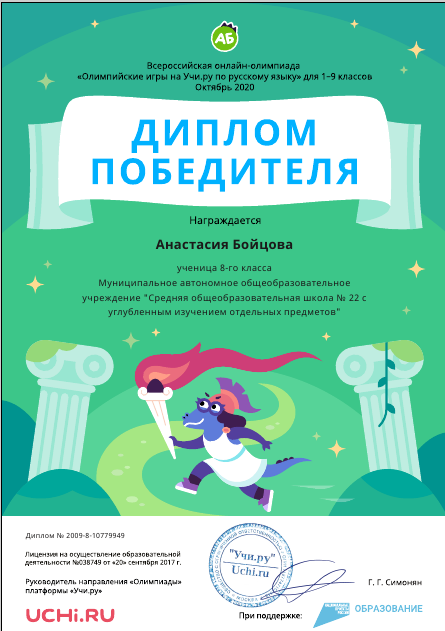 АБ
Всероссийская онлайн-олимпиада
«Олимпийские игры на Учи.ру по русскому языку» для 1–9 классов
Октябрь 2020
ДИПЛОМ
ПОБЕДИТЕЛЯ
Награждается
Анастасия Бойцова
ученица 8-го класса
Муниципальное автономное общеобразовательное
учреждение "Средняя общеобразовательная школа № 22 с
углубленным изучением отдельных предметов"
Диплом № 2009-8-10779949
Лицензия на осуществление образовательной
деятельности №038749 от «20» сентября 2017 г.
Руководитель направления «Олимпиады»
платформы «Учи.ру»
"Учи.ру"
Uchi.ru
Г. Г. Симонян
UCHi.RU
При поддержке:
ОБРАЗОВАНИЕ